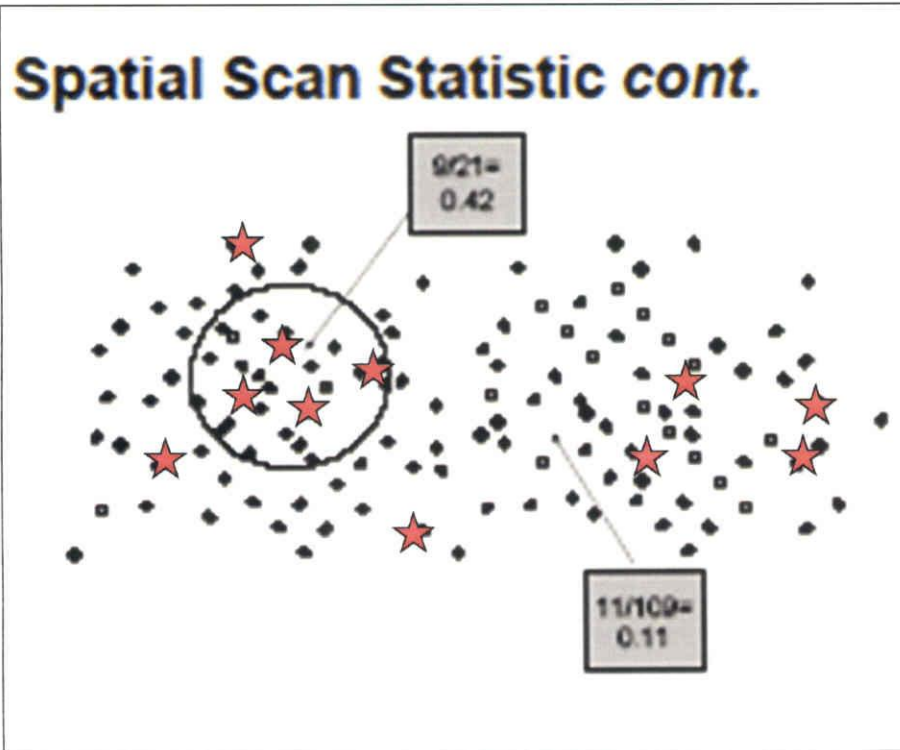 Spatial Scan Statistic cont.
9/21=
0.42
11/109=
0.11